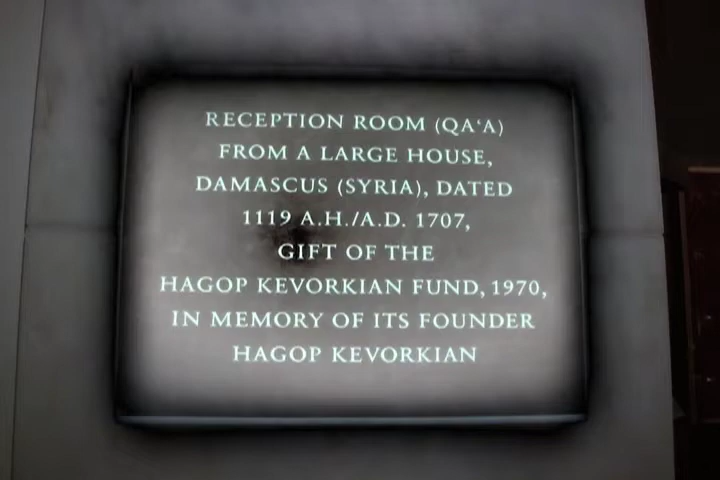 RECEPTION ROOM (QA‘A)
FROM A LARGE HOUSE,
DAMASCUS (SYRIA), DATED
1119 A.H./A.D. 1707,
GIFT OF THE
HAGOP KEVORKIAN FUND, 1970,
IN MEMORY OF ITS FOUNDER
HAGOP KEVORKIAN